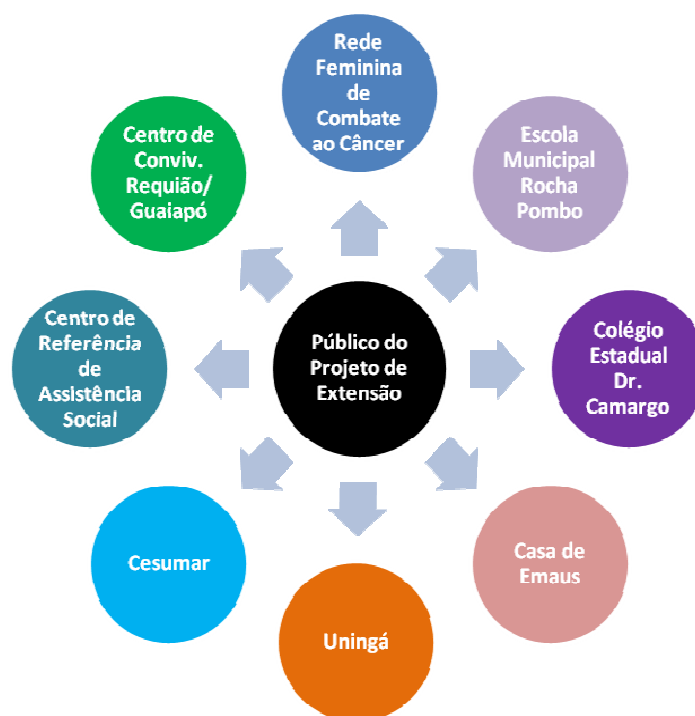 Rede
Feminina
de
Combate
ao Câncer
Escola
Municipal
Rocha
Pombo
Colégio
Estadual
Dr.
Camargo
Casa de
Emaus
Uningá
Cesumar
Centro de
Referência
de
Assistência
Social
Centro de
Conviv.
Requião/
Guaiapó
Público do
Projeto de
Extensão